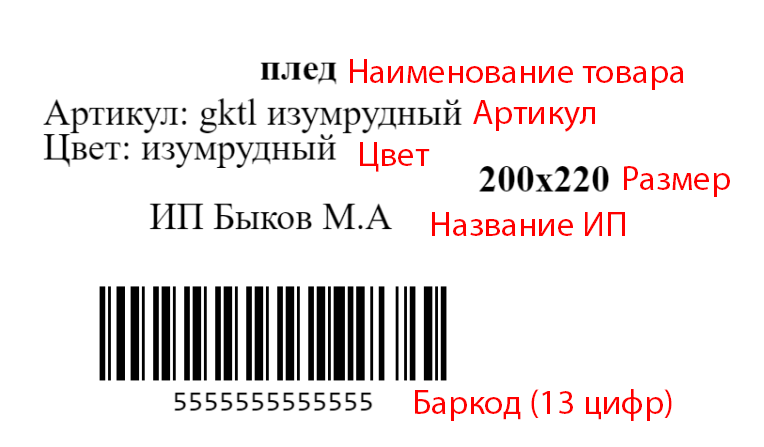 плед Наименование товара
Артикул: gktl изумрудный Артикул
Цвет: изумрудный Цвет
200x220 Размер
ИП Быков М.А Название ИП
5555555555555 Баркод (13 цифр)